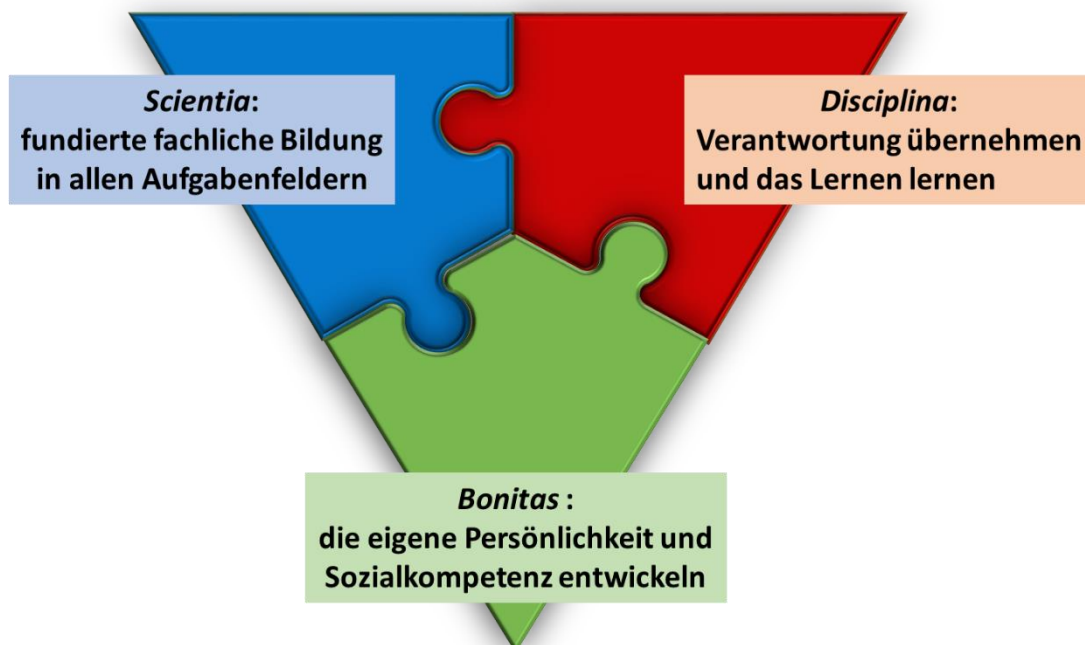 Scientia:
fundierte fachliche Bildung
in allen Aufgabenfeldern
Disciplina:
Verantwortung übernehmen
und das Lernen lernen
Bonitas :
die eigene Persönlichkeit und
Sozialkompetenz entwickeln